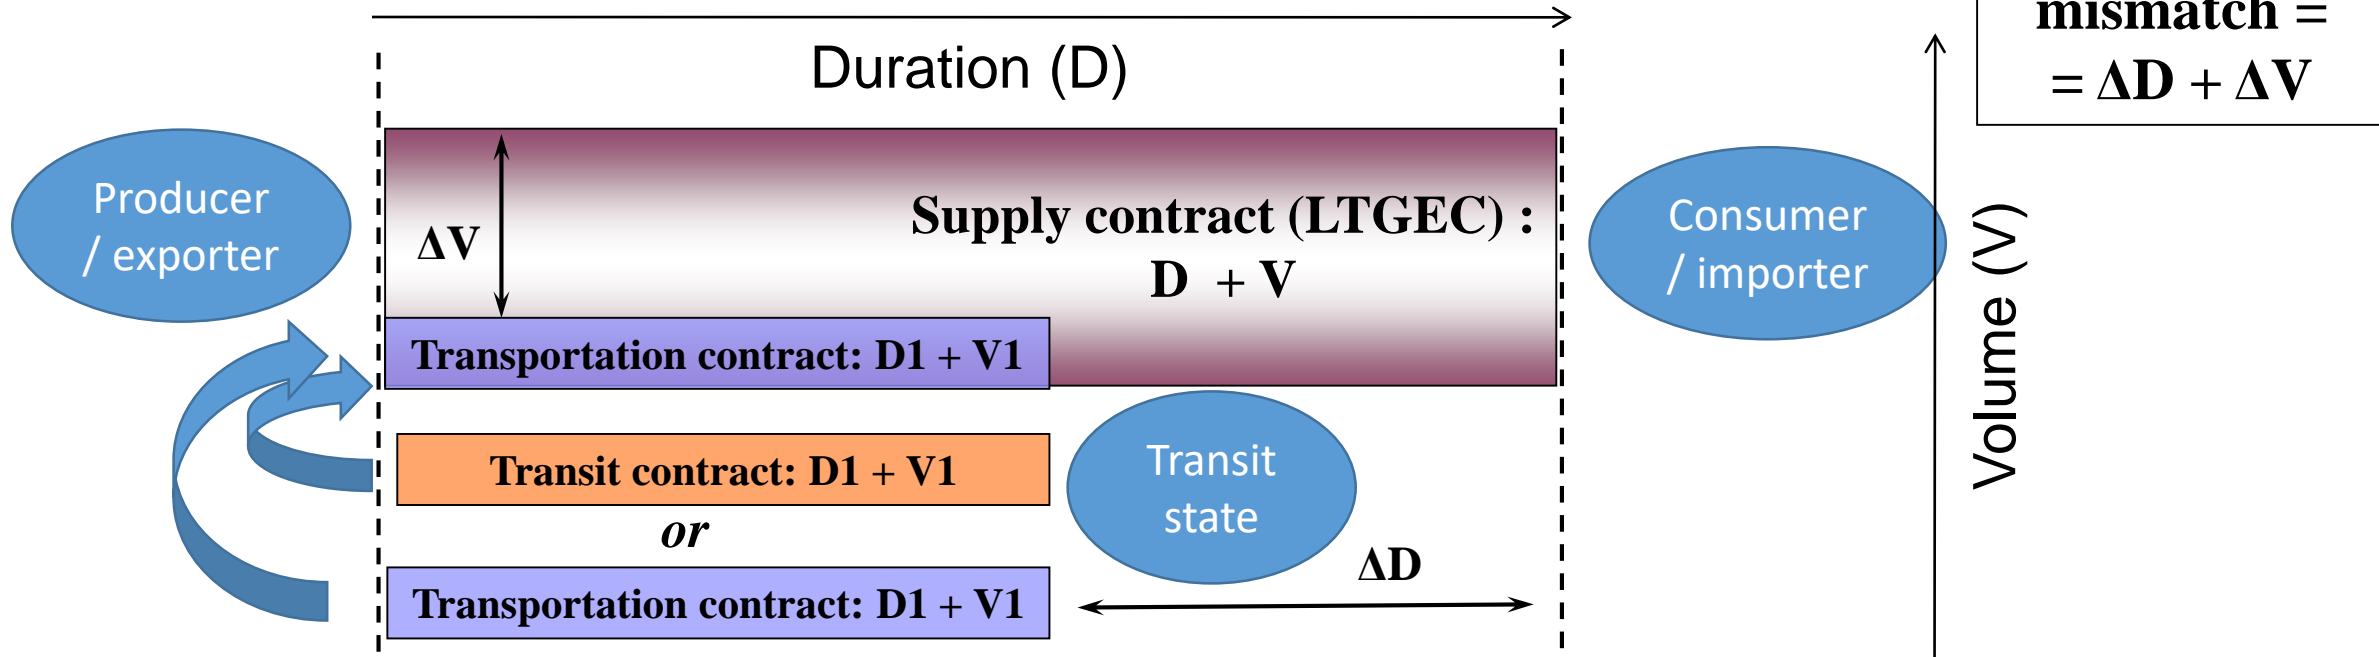 mismatch =
= ΔD + ΔV
Duration (D)
Producer
/ exporter
ΔV
Supply contract (LTGEC) :
D + V
Consumer
/ importer
Volume (V)
Transportation contract: D1 + V1
Transit contract: D1 + V1
or
Transit
state
ΔD
Transportation contract: D1 + V1